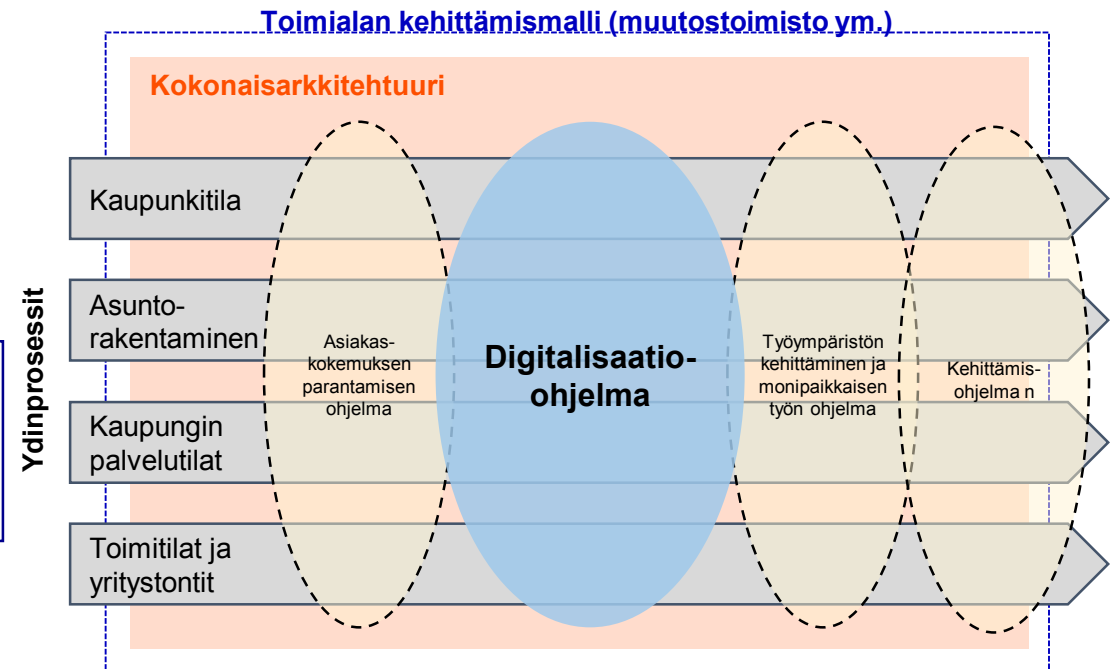 Toimialan kehittämismalli (muutostoimisto ym.)
Kokonaisarkkitehtuuri
Ydinprosessit
Kaupunkitila
Asunto-
rakentaminen
Kaupungin
palvelutilat
Toimitilat ja
yritystontit
Asiakas-
kokemuksen
parantamisen
ohjelma
Digitalisaatio-
ohjelma
Työympäristön
kehittäminen ja
monipaikkaisen
työn ohjelma
Kehittämis-
ohjelma n